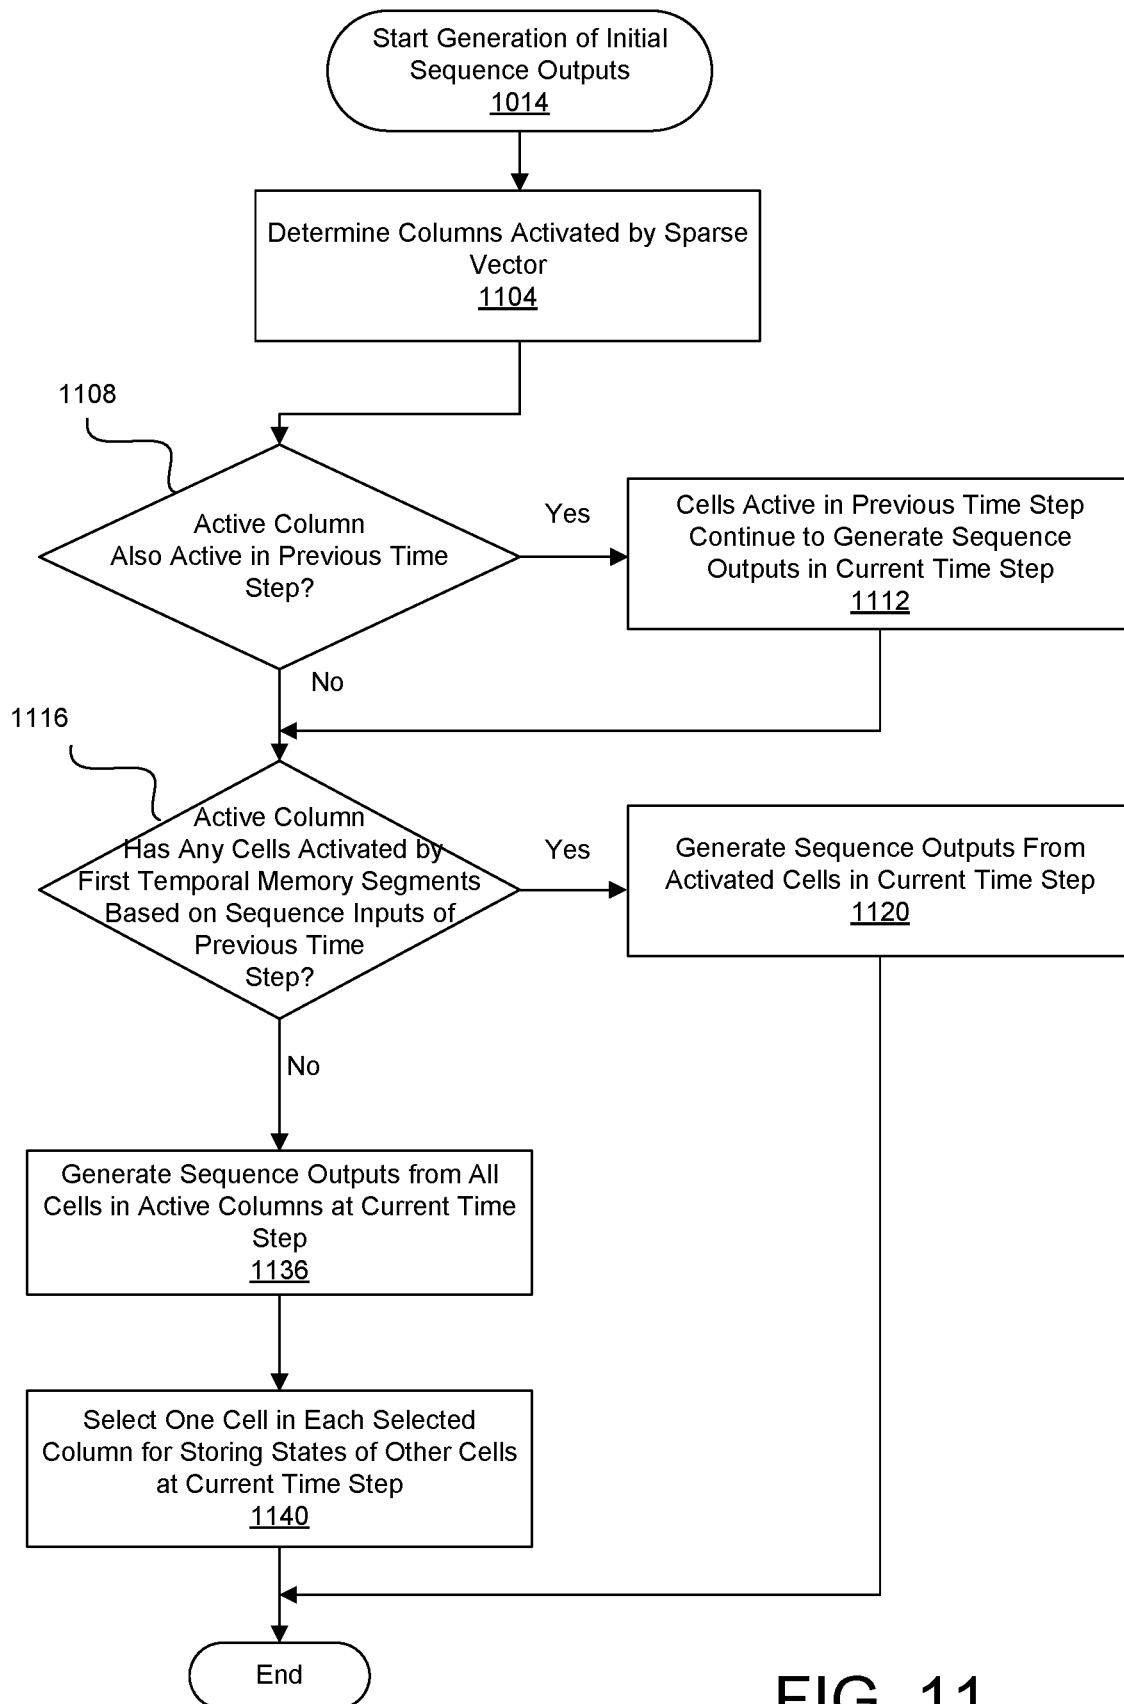 Start Generation of Initial
Sequence Outputs
1014
Determine Columns Activated by Sparse
Vector
1104
1108
Active Column
Also Active in Previous Time
Step?
Yes
Cells Active in Previous Time Step
Continue to Generate Sequence
Outputs in Current Time Step
1112
No
1116
Active Column
Has Any Cells Activated by
First Temporal Memory Segments
Based on Sequence Inputs of
Previous Time
Step?
Yes
Generate Sequence Outputs From
Activated Cells in Current Time Step
1120
No
Generate Sequence Outputs from All
Cells in Active Columns at Current Time
Step
1136
Select One Cell in Each Selected
Column for Storing States of Other Cells
at Current Time Step
1140
End
FIG. 11